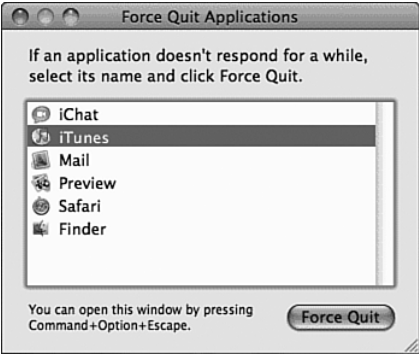 Force Quit Applications
If an application doesn't respond for a while,
select its name and click Force Quit.
iChat
iTunes
Mail
Preview
Safari
Finder
You can open this window by pressing
Command+Option+Escape.
Force Quit